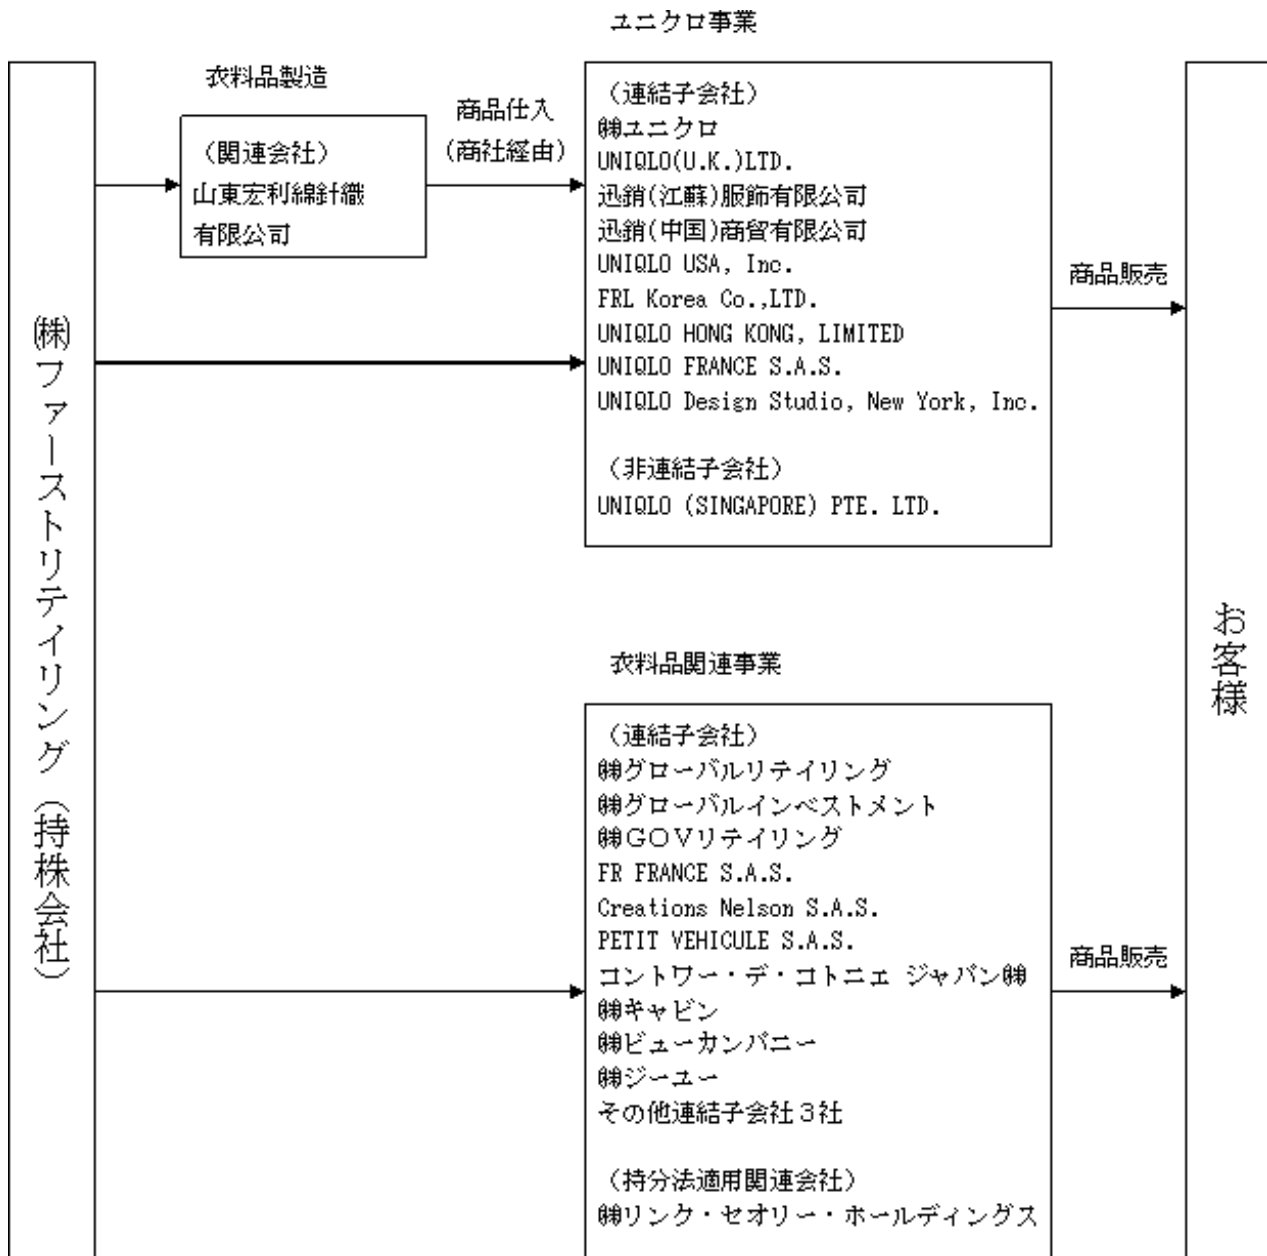 ユニクロ事業
衣料品製造
商品仕入
(商社経由)
（関連会社）
山東宏利綿針織
有限公司
（連結子会社）
㈱ユニクロ
UNIQLO(U.K.)LTD.
迅銷(江蘇)服飾有限公司
迅銷(中国)商貿有限公司
UNIQLO USA, Inc.
FRL Korea Co.,LTD.
UNIQLO HONG KONG, LIMITED
UNIQLO FRANCE S.A.S.
UNIQLO Design Studio, New York, Inc.
（非連結子会社）
UNIQLO (SINGAPORE) PTE. LTD.
商品販売
㈱ファーストリテイリング（持株会社）
お客様
衣料品関連事業
（連結子会社）
㈱グローバルリテイリング
㈱グローバルインベストメント
㈱ＧＯＶリテイリング
FR FRANCE S.A.S.
Creations Nelson S.A.S.
PETIT VEHICULE S.A.S.
コントワー・デ・コトニエ ジャパン㈱
㈱キャビン
㈱ビューカンパニー
㈱ジーユー
その他連結子会社３社
（持分法適用関連会社）
㈱リンク・セオリー・ホールディングス
商品販売